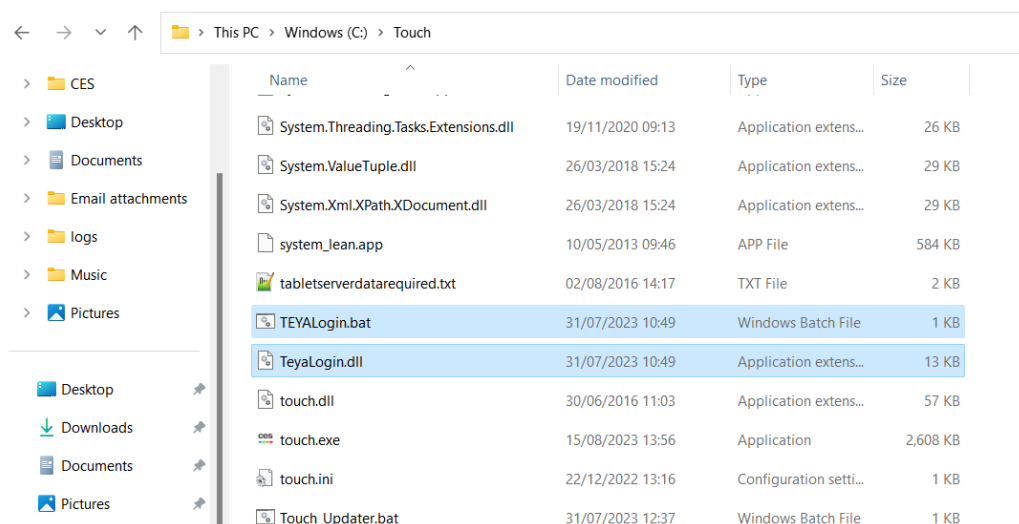 This PC > Windows (C:) > Touch
Name Date modified Type Size
CES
Desktop
Documents
Email attachments
logs
Music
Pictures
Desktop
Downloads
Documents
Pictures
System.Threading.Tasks.Extensions.dll 19/11/2020 09:13 Application extens... 26 KB
System.ValueTuple.dll 26/03/2018 15:24 Application extens... 29 KB
System.Xml.XPath.XDocument.dll 26/03/2018 15:24 Application extens... 29 KB
system_lean.app 10/05/2013 09:46 APP File 584 KB
tabletserverdatarequired.txt 02/08/2016 14:17 TXT File 2 KB
TEYALogin.bat 31/07/2023 10:49 Windows Batch File 1 KB
TeyaLogin.dll 31/07/2023 10:49 Application extens... 13 KB
touch.dll 30/06/2016 11:03 Application extens... 57 KB
ces touch.exe 15/08/2023 13:56 Application 2,608 KB
touch.ini 22/12/2022 13:16 Configuration setti... 1 KB
Touch_Updater.bat 31/07/2023 12:37 Windows Batch File 1 KB